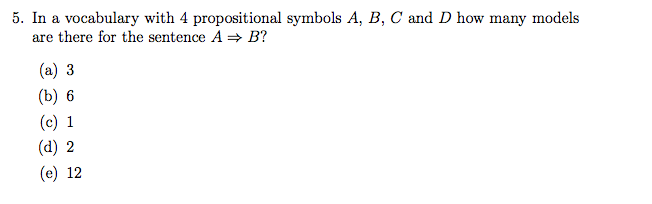 5. In a vocabulary with 4 propositional symbols A, B, C and D how many models
are there for the sentence A ⇒ B?
(a) 3
(b) 6
(c) 1
(d) 2
(e) 12